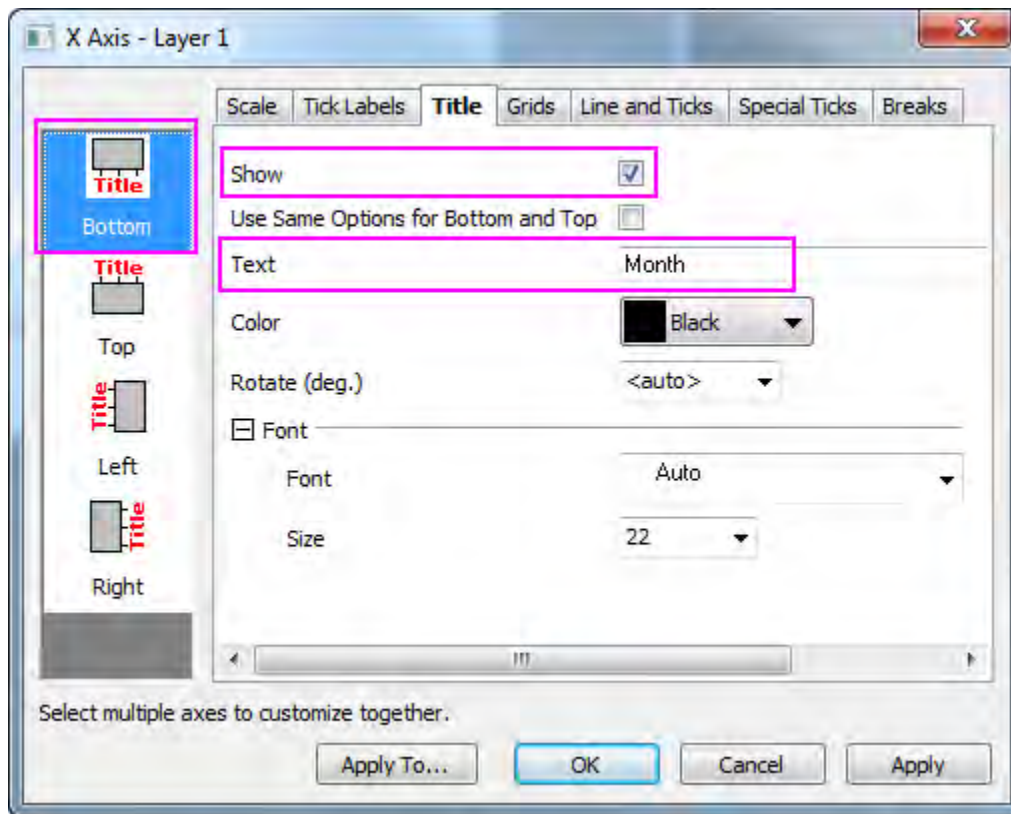 X Axis - Layer 1
Scale Tick Labels Title Grids Line and Ticks Special Ticks Breaks
Title
Bottom
Title
Top
Title
Left
Title
Right
Show
Use Same Options for Bottom and Top
Text Month
Color Black
Rotate (deg.) <auto>
Font
Font Auto
Size 22
Select multiple axes to customize together.
Apply To... OK Cancel Apply